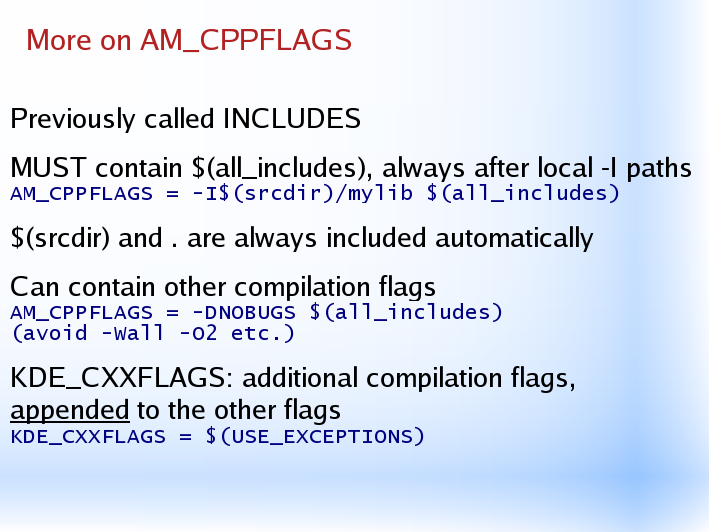 More on AM_CPPFLAGS
Previously called INCLUDES
MUST contain $(all_includes), always after local -I paths
AM_CPPFLAGS = -I$(srcdir)/mylib $(all_includes)
$(srcdir) and . are always included automatically
Can contain other compilation flags
AM_CPPFLAGS = -DNOBUGS $(all_includes)
(avoid -Wall -O2 etc.)
KDE_CXXFLAGS: additional compilation flags,
appended to the other flags
KDE_CXXFLAGS = $(USE_EXCEPTIONS)